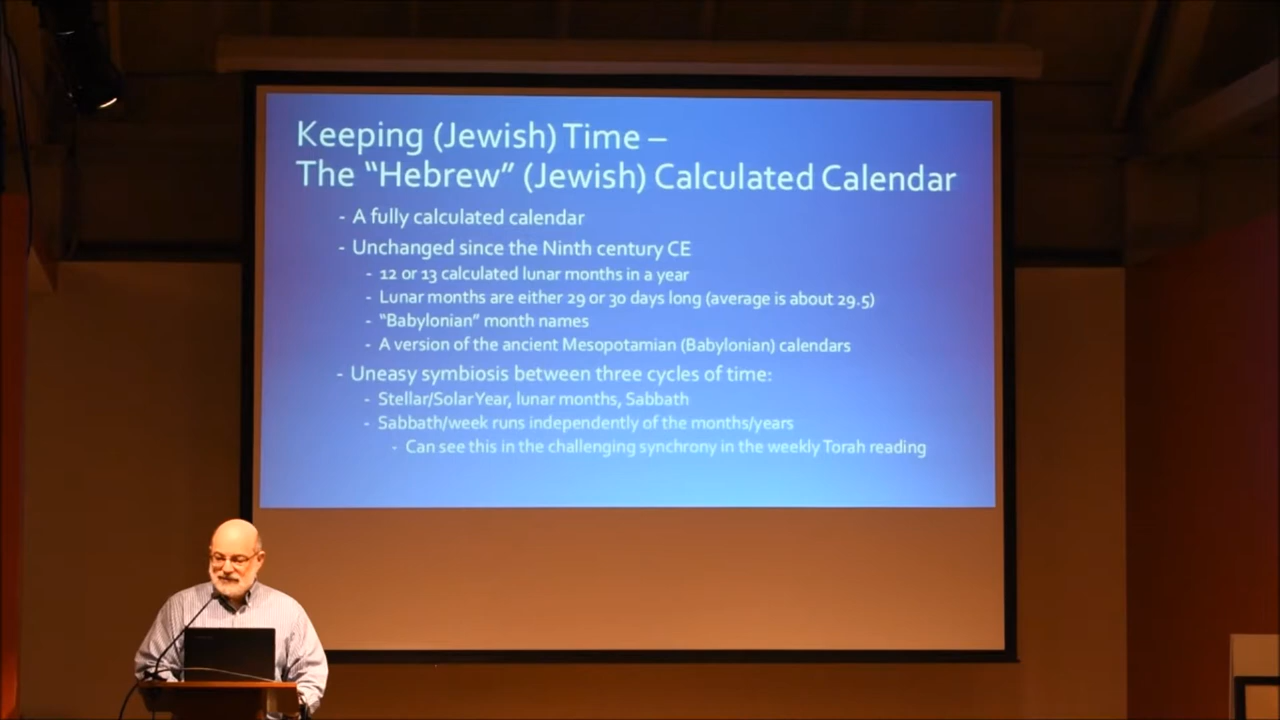 Keeping (Jewish) Time –
The “Hebrew” (Jewish) Calculated Calendar
- A fully calculated calendar
- Unchanged since the Ninth century CE
- 12 or 13 calculated lunar months in a year
- Lunar months are either 29 or 30 days long (average is about 29.5)
- “Babylonian” month names
- A version of the ancient Mesopotamian (Babylonian) calendars
- Uneasy symbiosis between three cycles of time:
- Stellar/Solar Year, lunar months, Sabbath
- Sabbath/week runs independently of the months/years
- Can see this in the challenging synchrony in the weekly Torah reading